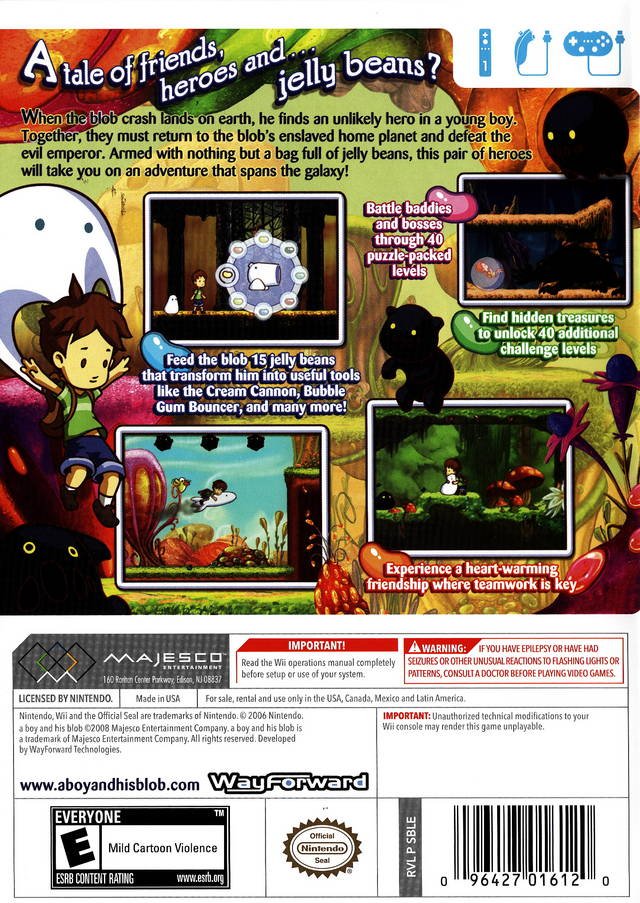 A tale of friends,
heroes and...
jelly beans?
1
When the blob crash lands on earth, he finds an unlikely hero in a young boy.
Together, they must return to the blob's enslaved home planet and defeat the
evil emperor. Armed with nothing but a bag full of jelly beans, this pair of heroes
will take you on an adventure that spans the galaxy!
Battle baddies
and bosses
through 40
puzzle-packed
levels
Find hidden treasures
to unlock 40 additional
challenge levels
Feed the blob 15 jelly beans
that transform him into useful tools
like the Cream Cannon, Bubble
Gum Bouncer, and many more!
Experience a heart-warming
friendship where teamwork is key
MAJESCO
ENTERTAINMENT
160 Raritan Center Parkway, Edison, NJ 08837
IMPORTANT!
Read the Wii operations manual completely
before setup or use of your system.
WARNING: IF YOU HAVE EPILEPSY OR HAVE HAD
SEIZURES OR OTHER UNUSUAL REACTIONS TO FLASHING LIGHTS OR
PATTERNS, CONSULT A DOCTOR BEFORE PLAYING VIDEO GAMES.
LICENSED BY NINTENDO.
Made in USA
For sale, rental and use only in the USA, Canada, Mexico and Latin America.
Nintendo, Wii and the Official Seal are trademarks of Nintendo. © 2006 Nintendo.
a boy and his blob ©2008 Majesco Entertainment Company. a boy and his blob is
a trademark of Majesco Entertainment Company. All rights reserved. Developed
by WayForward Technologies.
IMPORTANT: Unauthorized technical modifications to your
Wii console may render this game unplayable.
www.aboyandhisblob.com
WayForward
EVERYONE
TM
E
Mild Cartoon Violence
ESRB CONTENT RATING
www.esrb.org
Official
Nintendo
Seal
®
RVL P SBLE
0 96427 01612 0